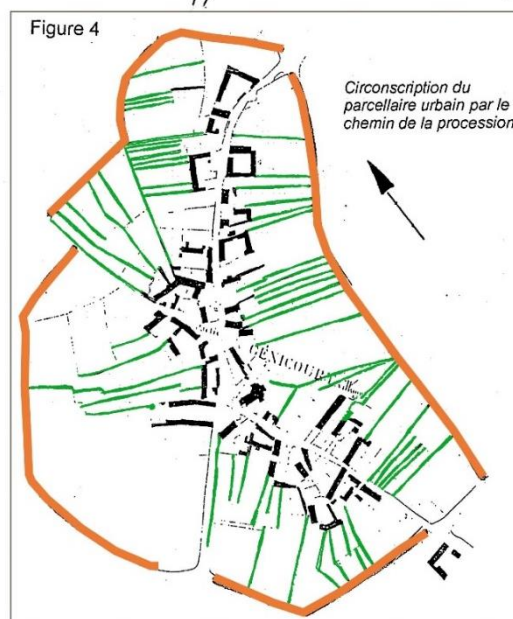 Figure 4
Circonscription du
parcellaire urbain par le
chemin de la procession